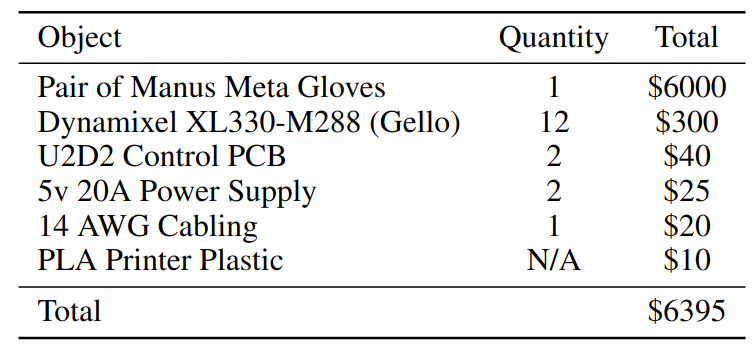 Object Quantity Total
Pair of Manus Meta Gloves 1 $6000
Dynamixel XL330-M288 (Gello) 12 $300
U2D2 Control PCB 2 $40
5v 20A Power Supply 2 $25
14 AWG Cabling 1 $20
PLA Printer Plastic N/A $10
Total $6395